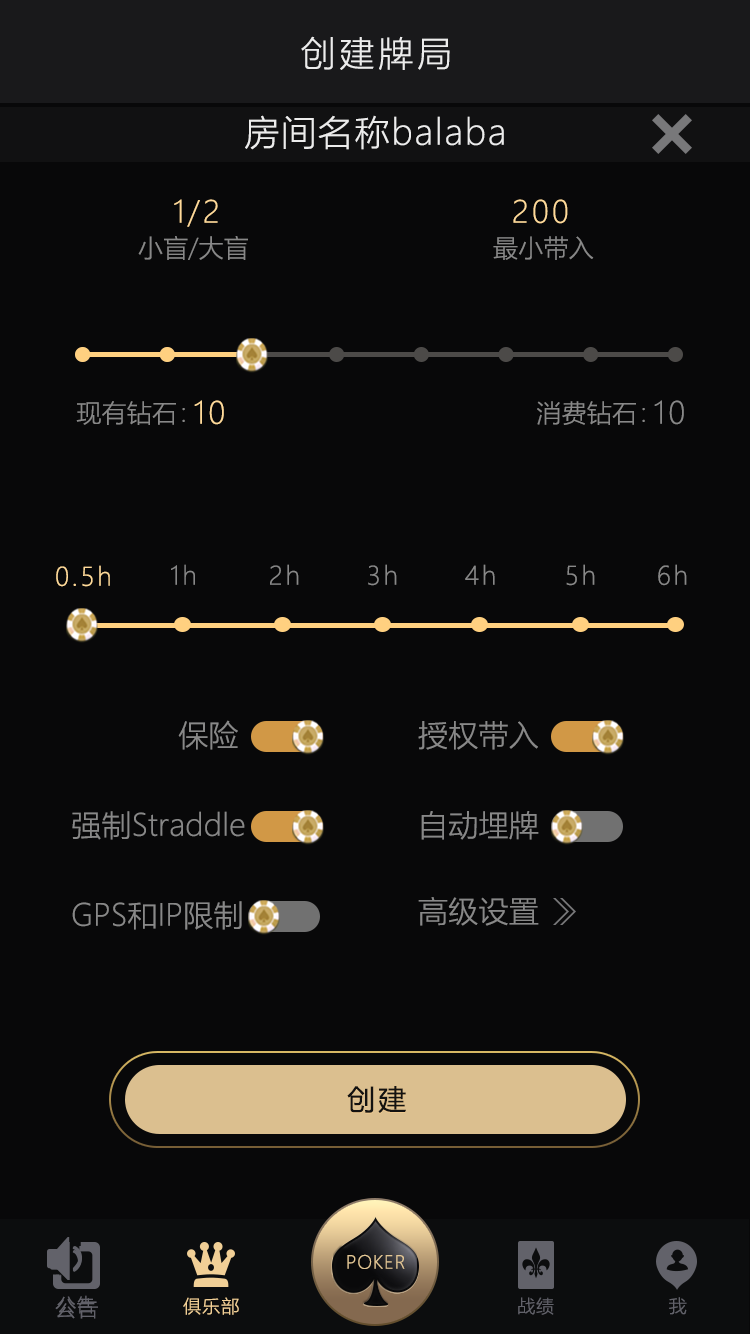 创建牌局
房间名称balaba
1/2 200
小盲/大盲 最小带入
现有钻石:10 消费钻石:10
0.5h 1h 2h 3h 4h 5h 6h
保险 授权带入
强制Straddle 自动埋牌
GPS和IP限制 高级设置
创建
POKER
公告 俱乐部 战绩 我